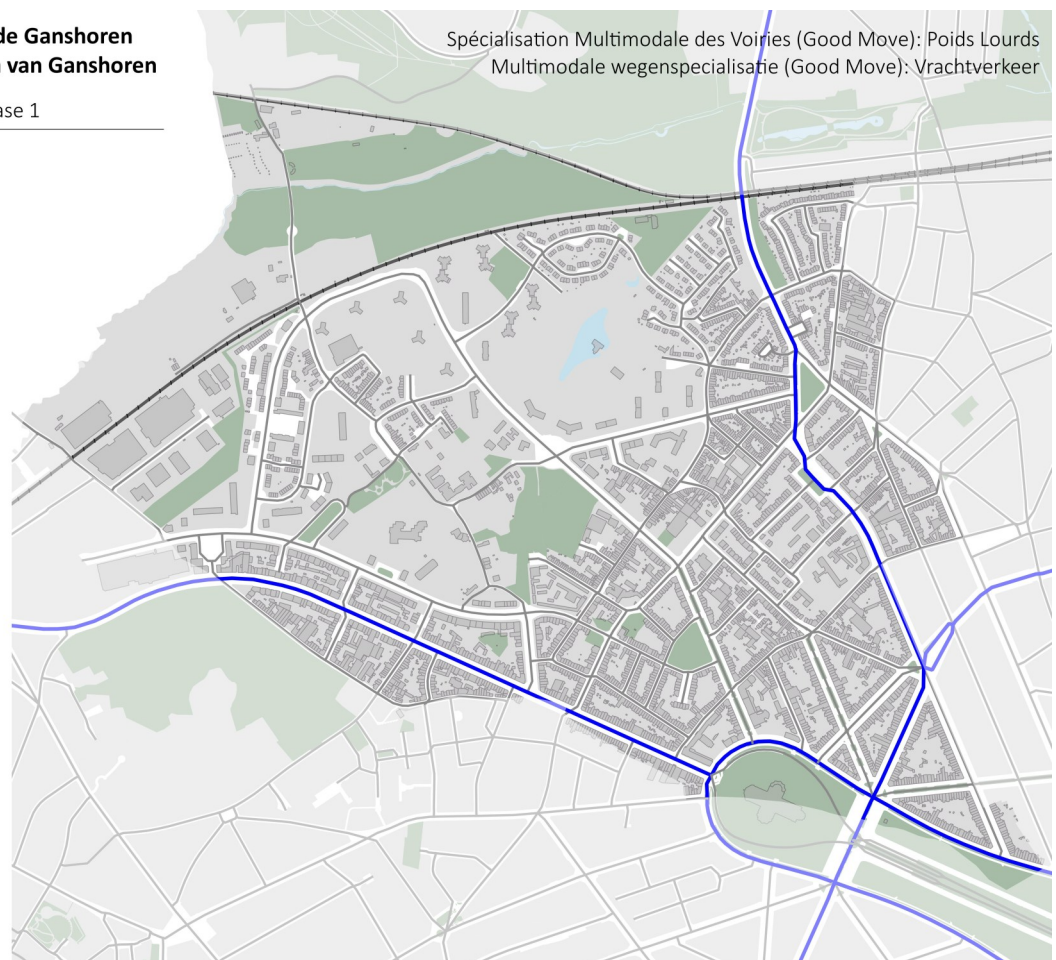 de Ganshoren
van Ganshoren
ase 1
Spécialisation Multimodale des Voiries (Good Move): Poids Lourds
Multimodale wegenspecialisatie (Good Move): Vrachtverkeer